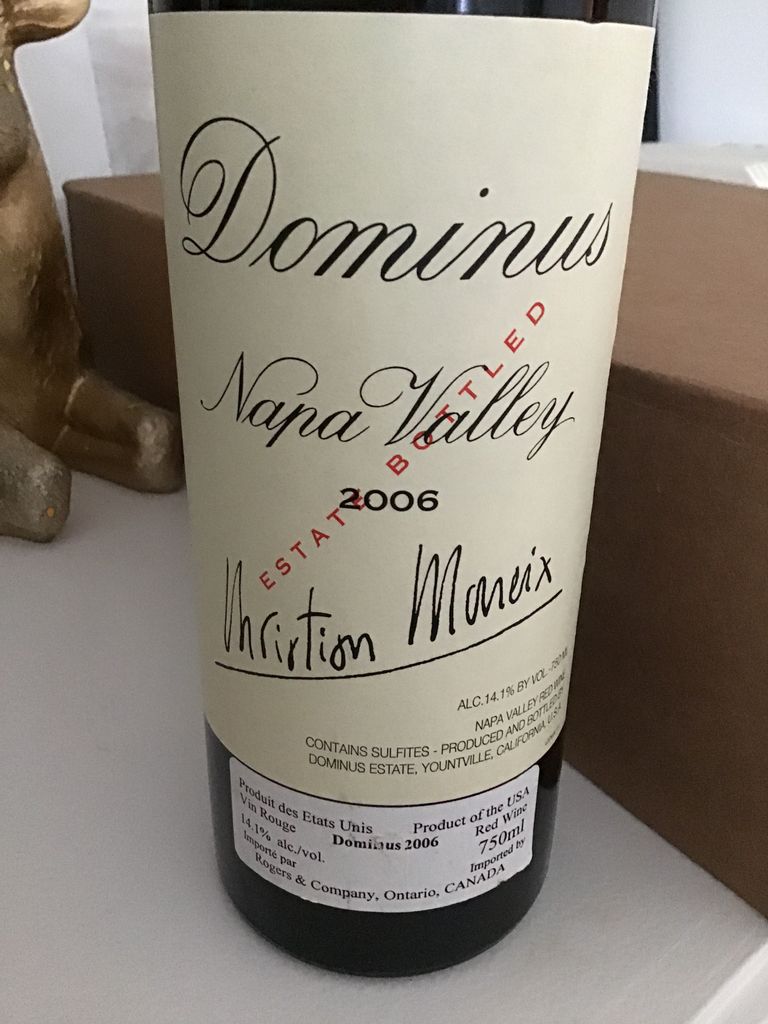 Dominus
Napa Valley
ESTATE BOTTLED
2006
Christian Moueix
ALC.14.1% BY VOL.-750 ML
NAPA VALLEY RED WINE
CONTAINS SULFITES - PRODUCED AND BOTTLED BY
DOMINUS ESTATE, YOUNTVILLE, CALIFORNIA, U.S.A.
Produit des Etats Unis Product of the USA
Vin Rouge Red Wine
14.1% alc./vol. Dominus 2006 750ml
Importé par Imported by
Rogers & Company, Ontario, CANADA